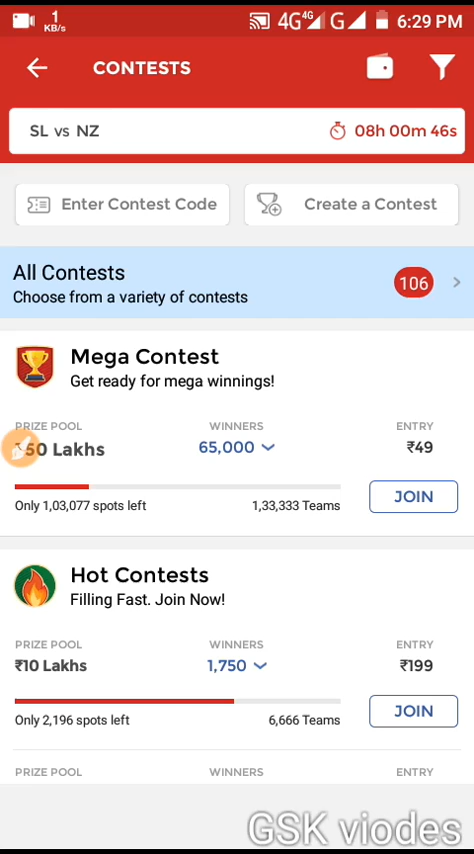 1
KB/s
4G 4G G 6:29 PM
CONTESTS
SL vs NZ
08h 00m 46s
Enter Contest Code
Create a Contest
All Contests
106
Choose from a variety of contests
Mega Contest
Get ready for mega winnings!
PRIZE POOL WINNERS ENTRY
50 Lakhs 65,000 ₹49
Only 1,03,077 spots left 1,33,333 Teams
JOIN
Hot Contests
Filling Fast. Join Now!
PRIZE POOL WINNERS ENTRY
₹10 Lakhs 1,750 ₹199
Only 2,196 spots left 6,666 Teams
JOIN
PRIZE POOL WINNERS ENTRY
GSK viodes